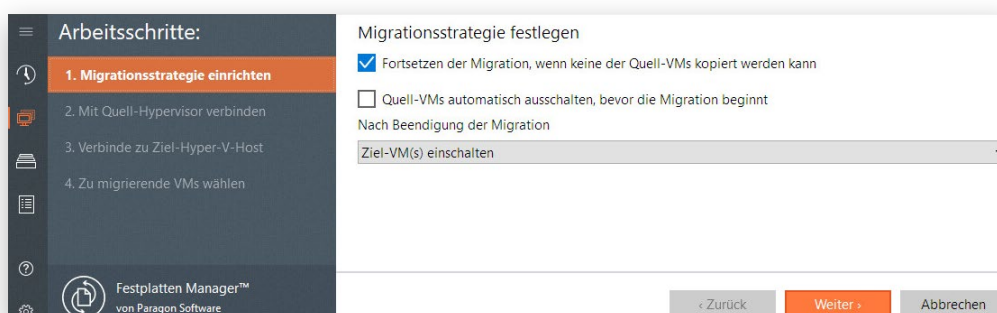 Arbeitsschritte:
1. Migrationsstrategie einrichten
2. Mit Quell-Hypervisor verbinden
3. Verbinde zu Ziel-Hyper-V-Host
4. Zu migrierende VMs wählen
Festplatten Manager™
von Paragon Software
Migrationsstrategie festlegen
Fortsetzen der Migration, wenn keine der Quell-VMs kopiert werden kann
Quell-VMs automatisch ausschalten, bevor die Migration beginnt
Nach Beendigung der Migration
Ziel-VM(s) einschalten
‹ Zurück
Weiter ›
Abbrechen